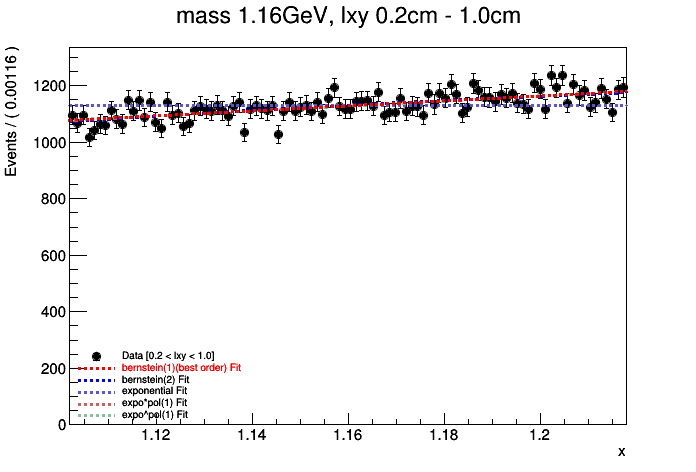 mass 1.16GeV, lxy 0.2cm - 1.0cm
Events / ( 0.00116 )
1200
1000
800
600
400
200
0
Data [0.2 < lxy < 1.0]
bernstein(1)(best order) Fit
bernstein(2) Fit
exponential Fit
expo*pol(1) Fit
expo^pol(1) Fit
1.12
1.14
1.16
1.18
1.2
x